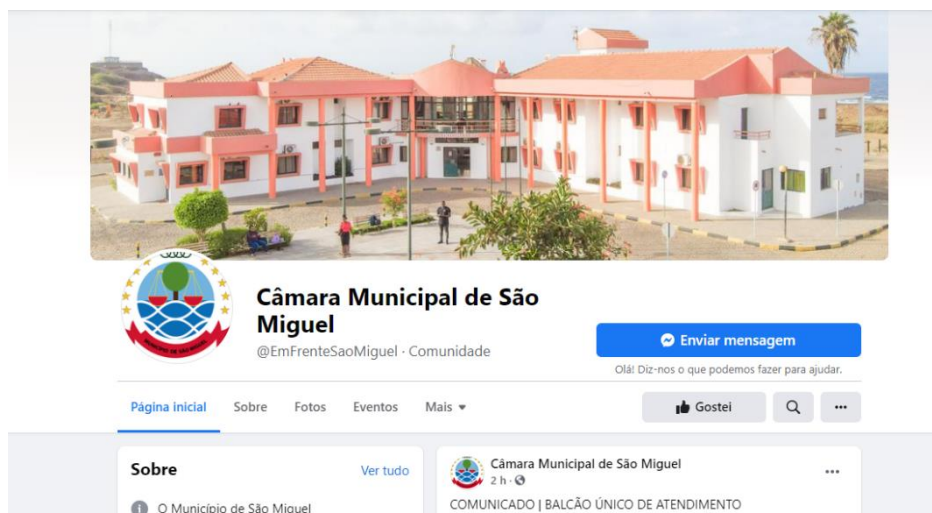 Câmara Municipal de São
Miguel
@EmFrenteSaoMiguel · Comunidade
Enviar mensagem
Olá! Diz-nos o que podemos fazer para ajudar.
Página inicial Sobre Fotos Eventos Mais
Gostei
Sobre
Ver tudo
O Município de São Miguel
Câmara Municipal de São Miguel
2 h ·
COMUNICADO | BALCÃO ÚNICO DE ATENDIMENTO